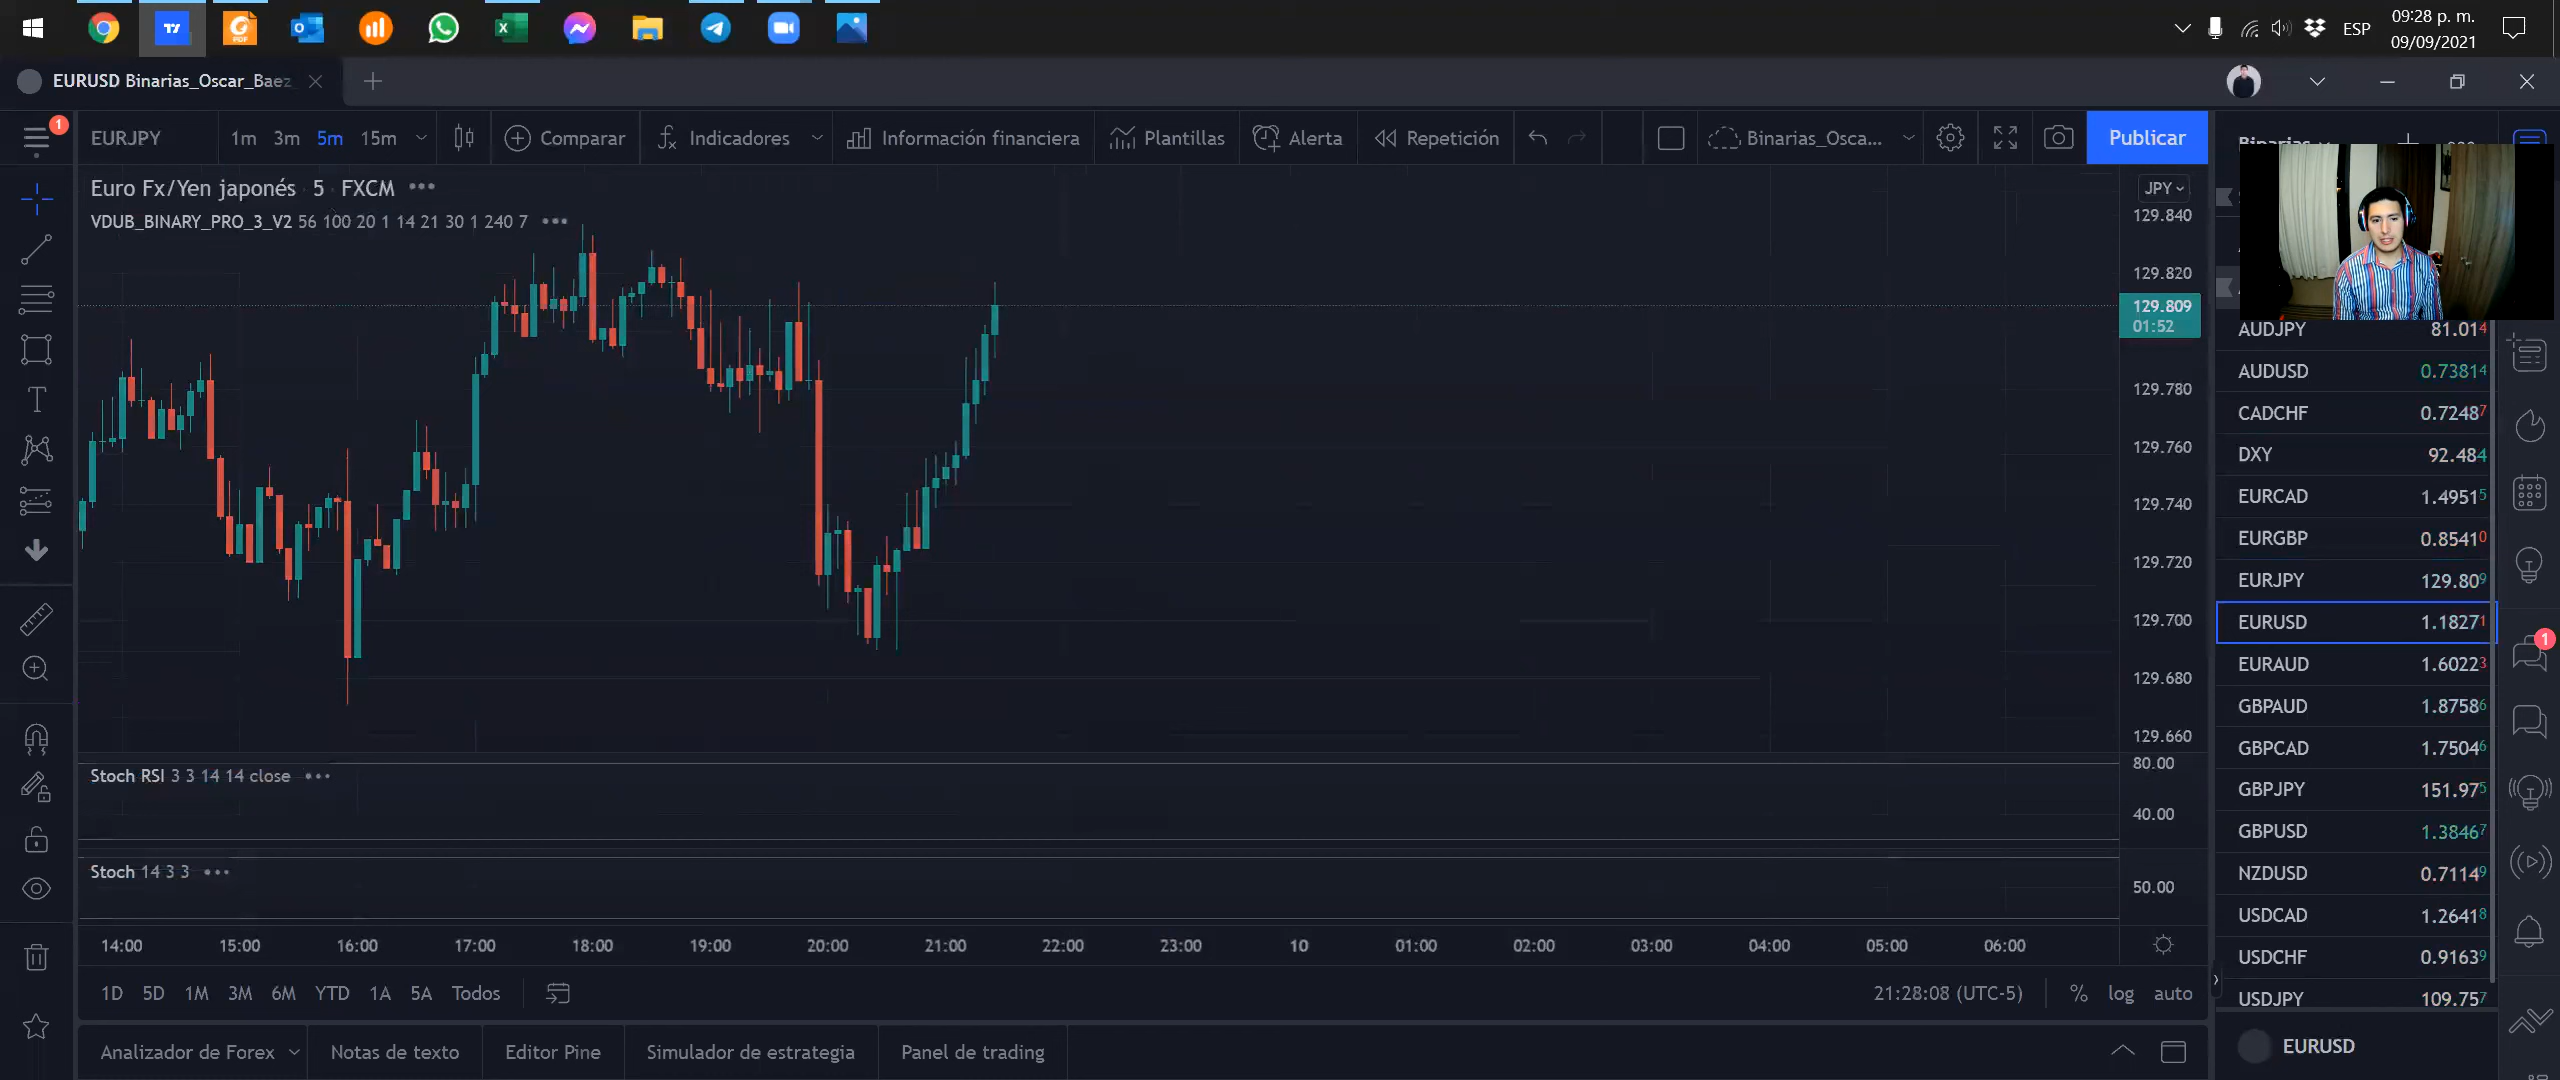 09:28 p. m.
ESP
09/09/2021
EURUSD Binarias_Oscar_Baez
1
EURJPY 1m 3m 5m 15m Comparar Indicadores Información financiera Plantillas Alerta Repetición Binarias_Osca... Publicar
Euro Fx/Yen japonés · 5 · FXCM
VDUB_BINARY_PRO_3_V2 56 100 20 1 14 21 30 1 240 7
JPY
129.840
129.820
129.809
01:52
129.780
129.760
129.740
129.720
129.700
129.680
129.660
Stoch RSI 3 3 14 14 close
80.00
40.00
Stoch 14 3 3
50.00
14:00 15:00 16:00 17:00 18:00 19:00 20:00 21:00 22:00 23:00 10 01:00 02:00 03:00 04:00 05:00 06:00
1D 5D 1M 3M 6M YTD 1A 5A Todos
21:28:08 (UTC-5) % log auto
Analizador de Forex Notas de texto Editor Pine Simulador de estrategia Panel de trading
AUDJPY 81.014
AUDUSD 0.73814
CADCHF 0.72487
DXY 92.484
EURCAD 1.49515
EURGBP 0.85410
EURJPY 129.809
EURUSD 1.18271
EURAUD 1.60223
GBPAUD 1.87586
GBPCAD 1.75046
GBPJPY 151.975
GBPUSD 1.38467
NZDUSD 0.71149
USDCAD 1.26418
USDCHF 0.91639
USDJPY 109.757
EURUSD
1